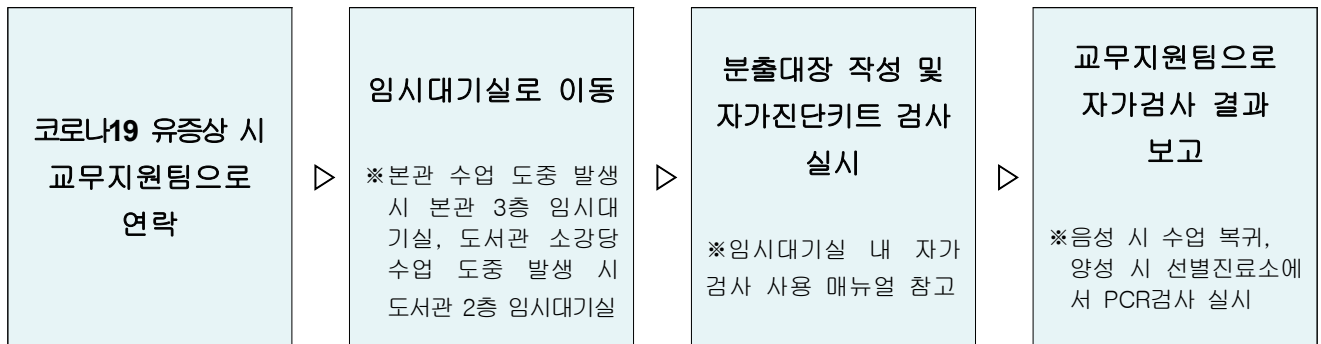 코로나19 유증상 시
교무지원팀으로
연락
▷
임시대기실로 이동
※본관 수업 도중 발생
시 본관 3층 임시대
기실, 도서관 소강당
수업 도중 발생 시
도서관 2층 임시대기실
▷
분출대장 작성 및
자가진단키트 검사
실시
※임시대기실 내 자가
검사 사용 매뉴얼 참고
▷
교무지원팀으로
자가검사 결과
보고
※음성 시 수업 복귀,
양성 시 선별진료소에
서 PCR검사 실시